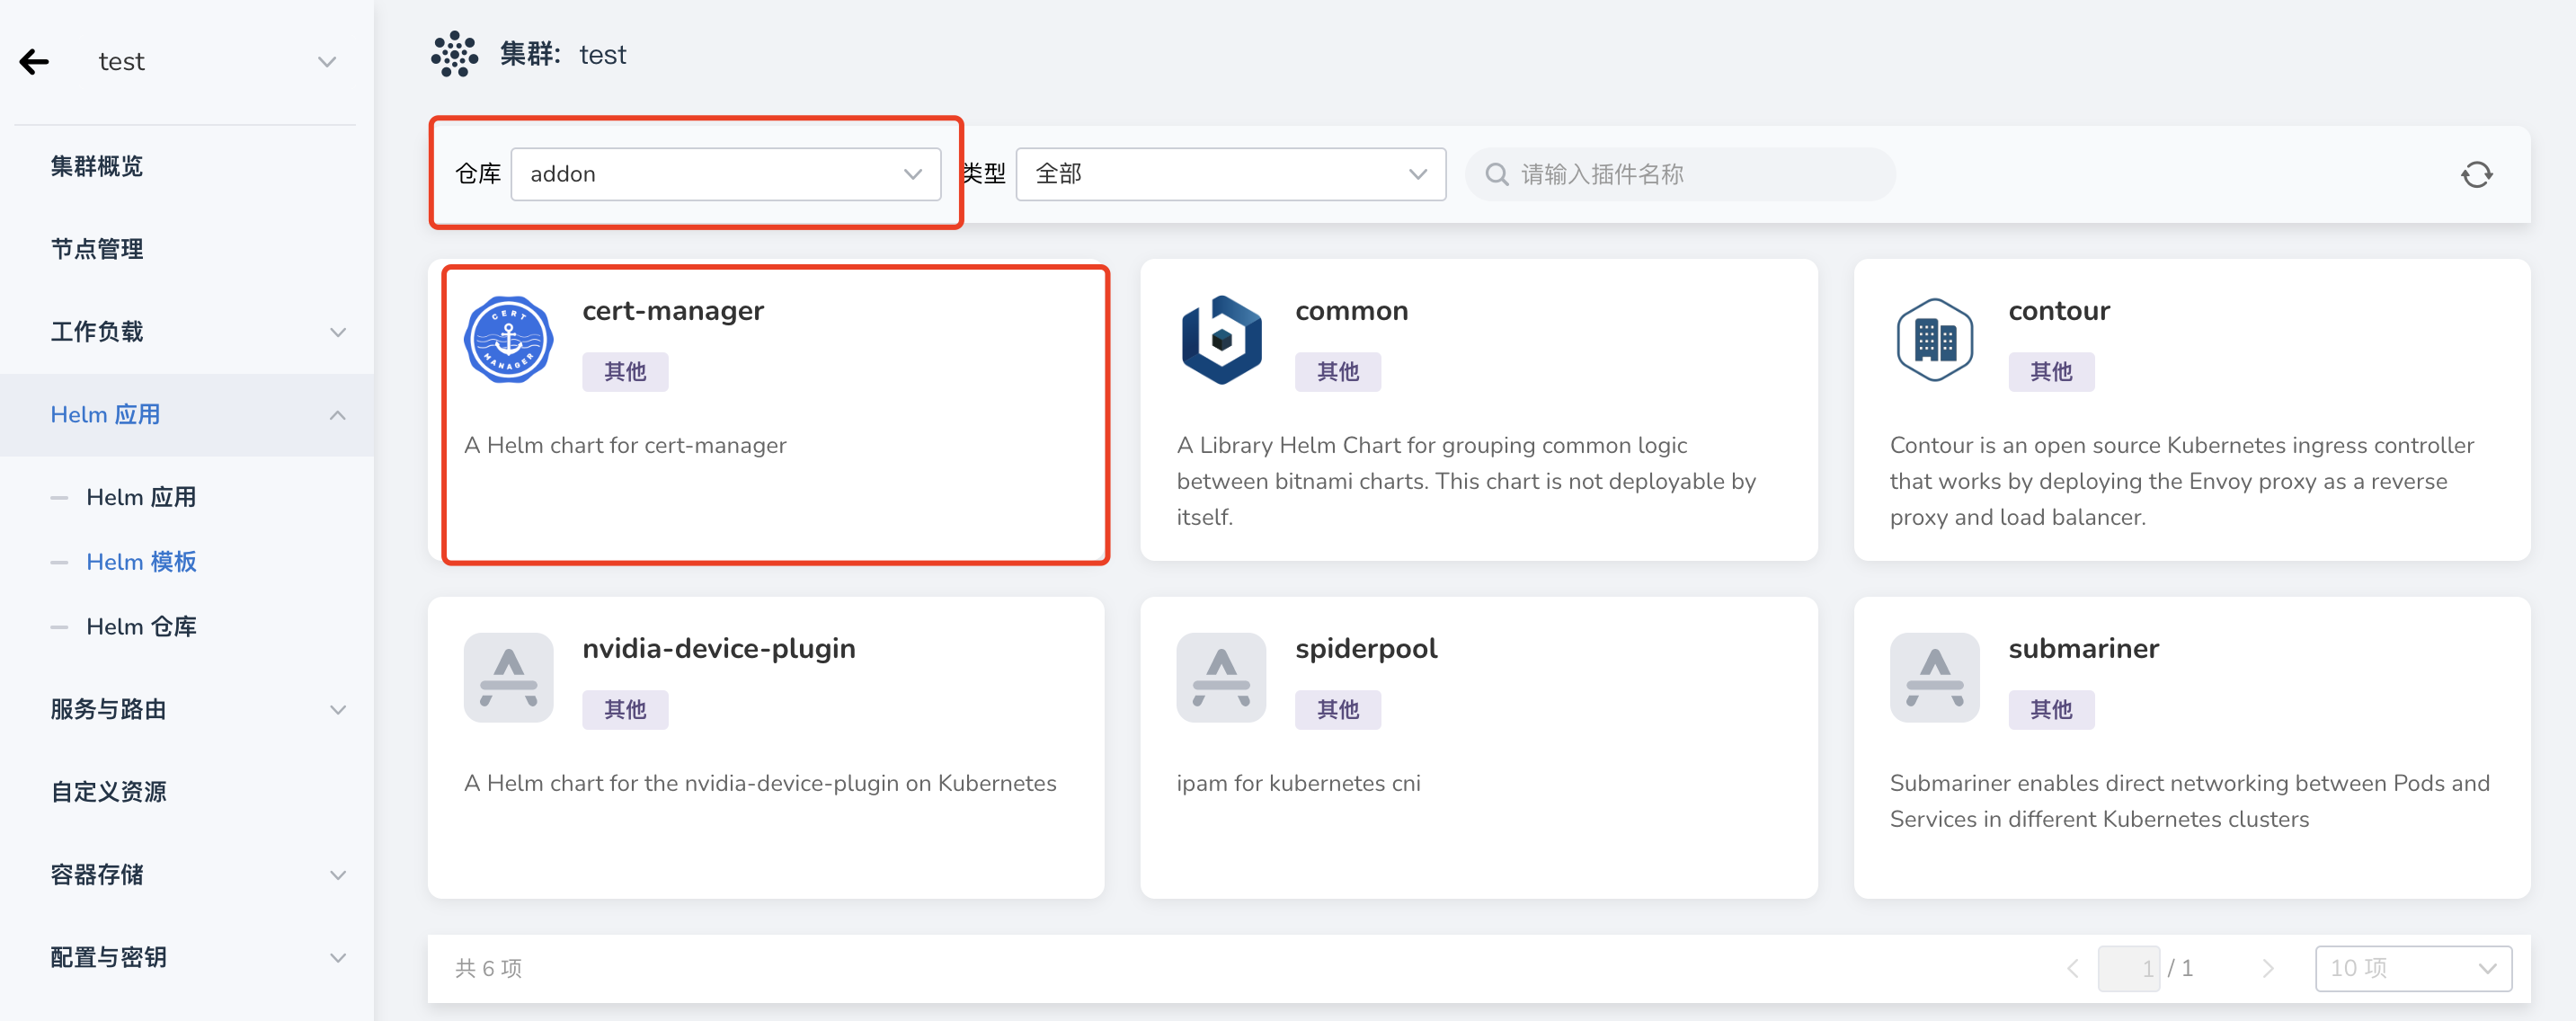 test
集群概览
节点管理
工作负载
Helm 应用
Helm 应用
Helm 模板
Helm 仓库
服务与路由
自定义资源
容器存储
配置与密钥
集群: test
仓库 addon 类型 全部 请输入插件名称
CERT MANAGER
cert-manager
其他
A Helm chart for cert-manager
common
其他
A Library Helm Chart for grouping common logic
between bitnami charts. This chart is not deployable by
itself.
contour
其他
Contour is an open source Kubernetes ingress controller
that works by deploying the Envoy proxy as a reverse
proxy and load balancer.
nvidia-device-plugin
其他
A Helm chart for the nvidia-device-plugin on Kubernetes
spiderpool
其他
ipam for kubernetes cni
submariner
其他
Submariner enables direct networking between Pods and
Services in different Kubernetes clusters
共 6 项
1 / 1
10 项